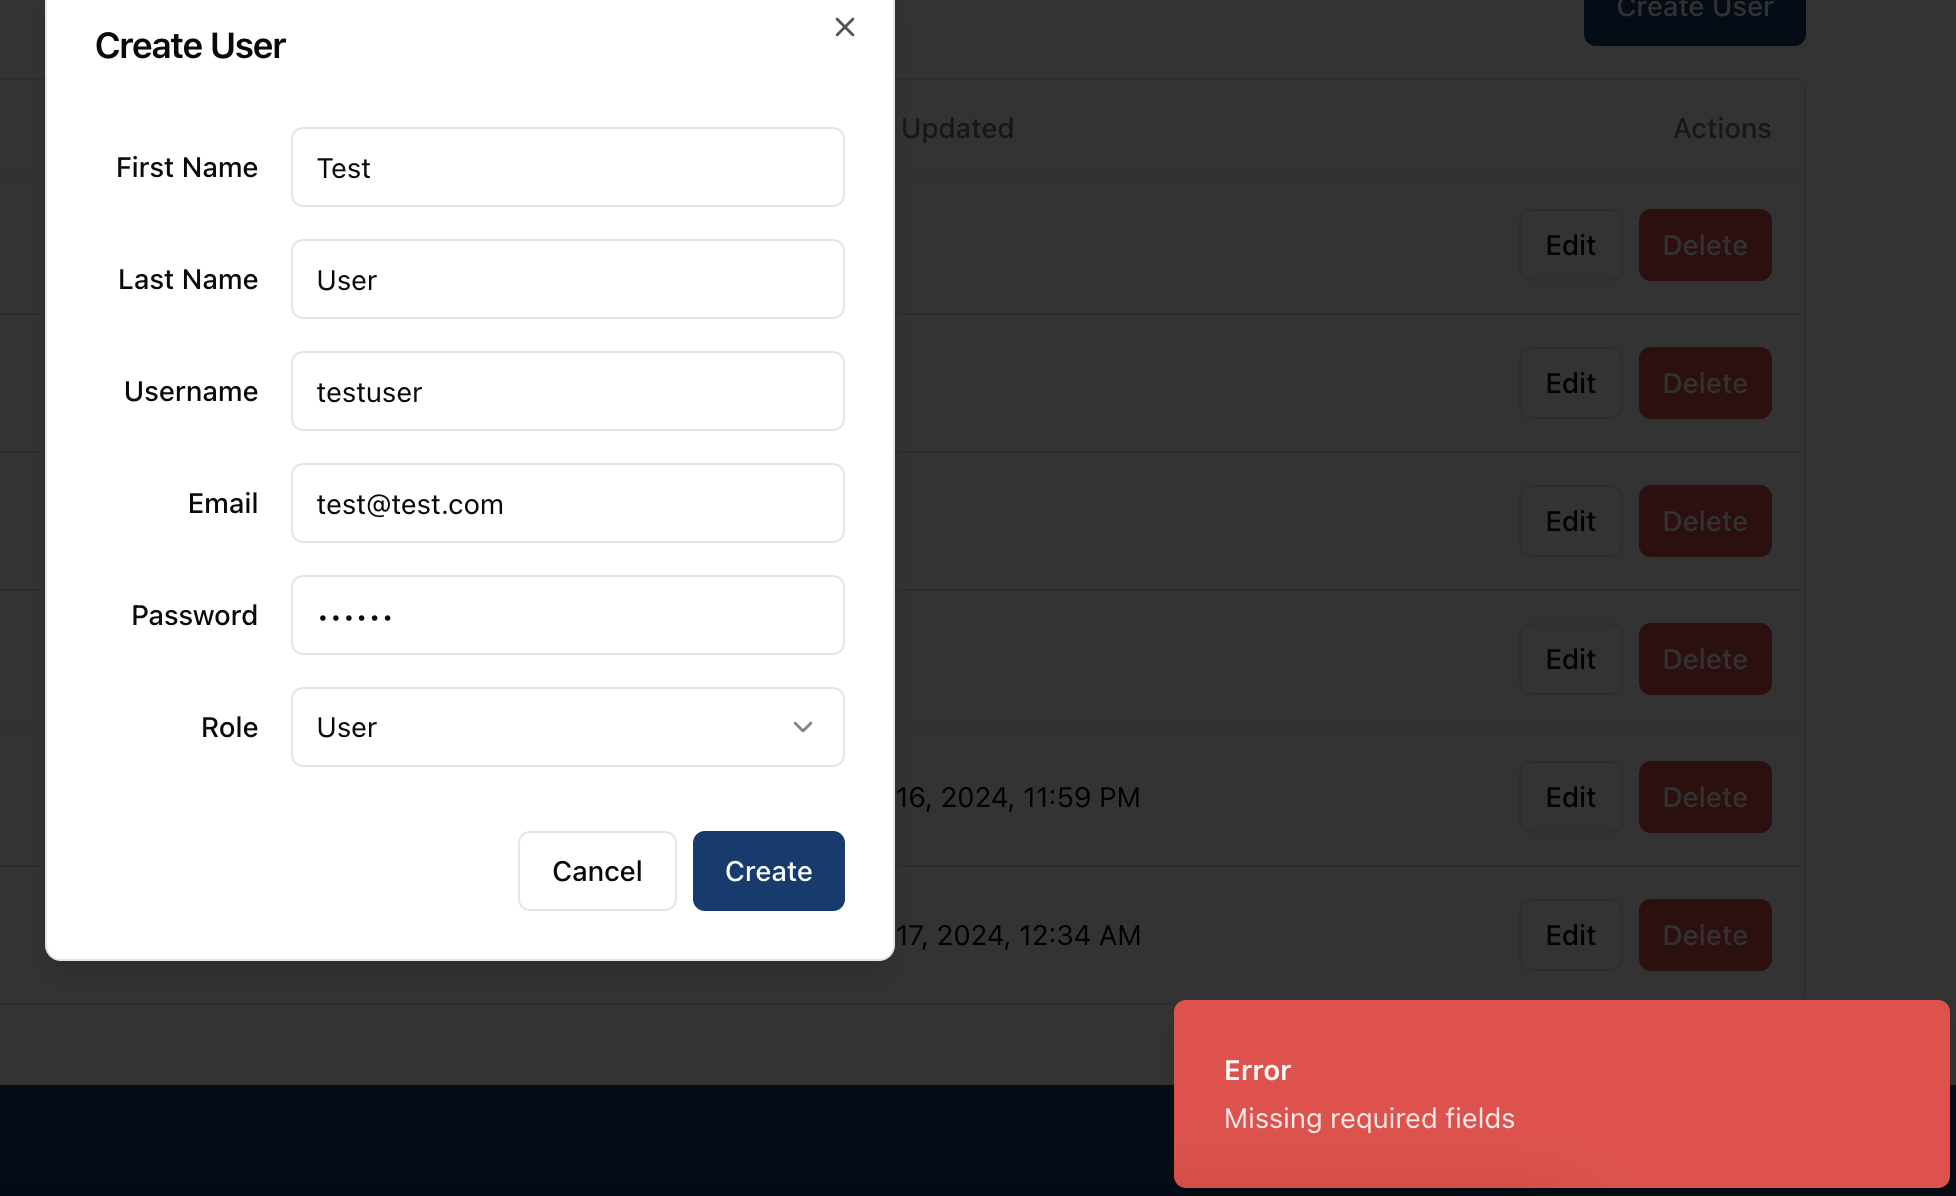 Create User
Create User
First Name
Test
Last Name
User
Username
testuser
Email
test@test.com
Password
••••••
Role
User
Cancel
Create
Updated
Actions
Edit
Delete
Edit
Delete
Edit
Delete
Edit
Delete
16, 2024, 11:59 PM
Edit
Delete
17, 2024, 12:34 AM
Edit
Delete
Error
Missing required fields